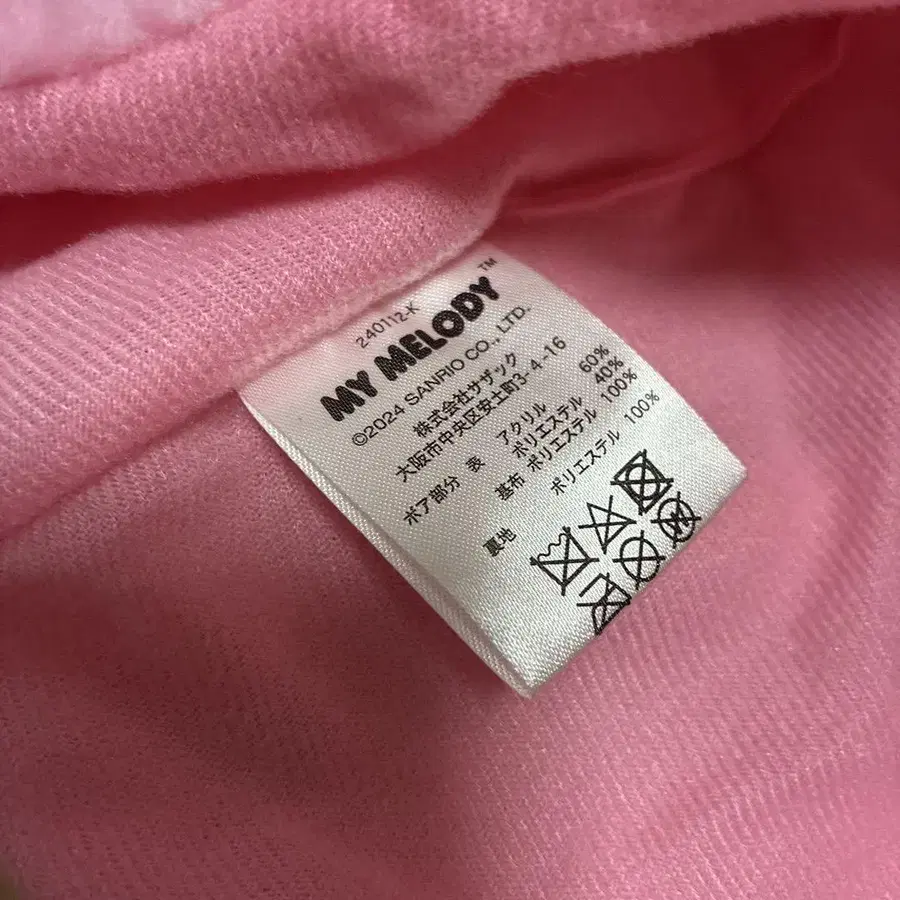 240112-K
MY MELODY™
©2024 SANRIO CO., LTD.
株式会社サザック
大阪市中央区安土町3-4-16
ボア部分 表 アクリル 60%
ポリエステル 40%
基布 ポリエステル 100%
裏地 ポリエステル 100%